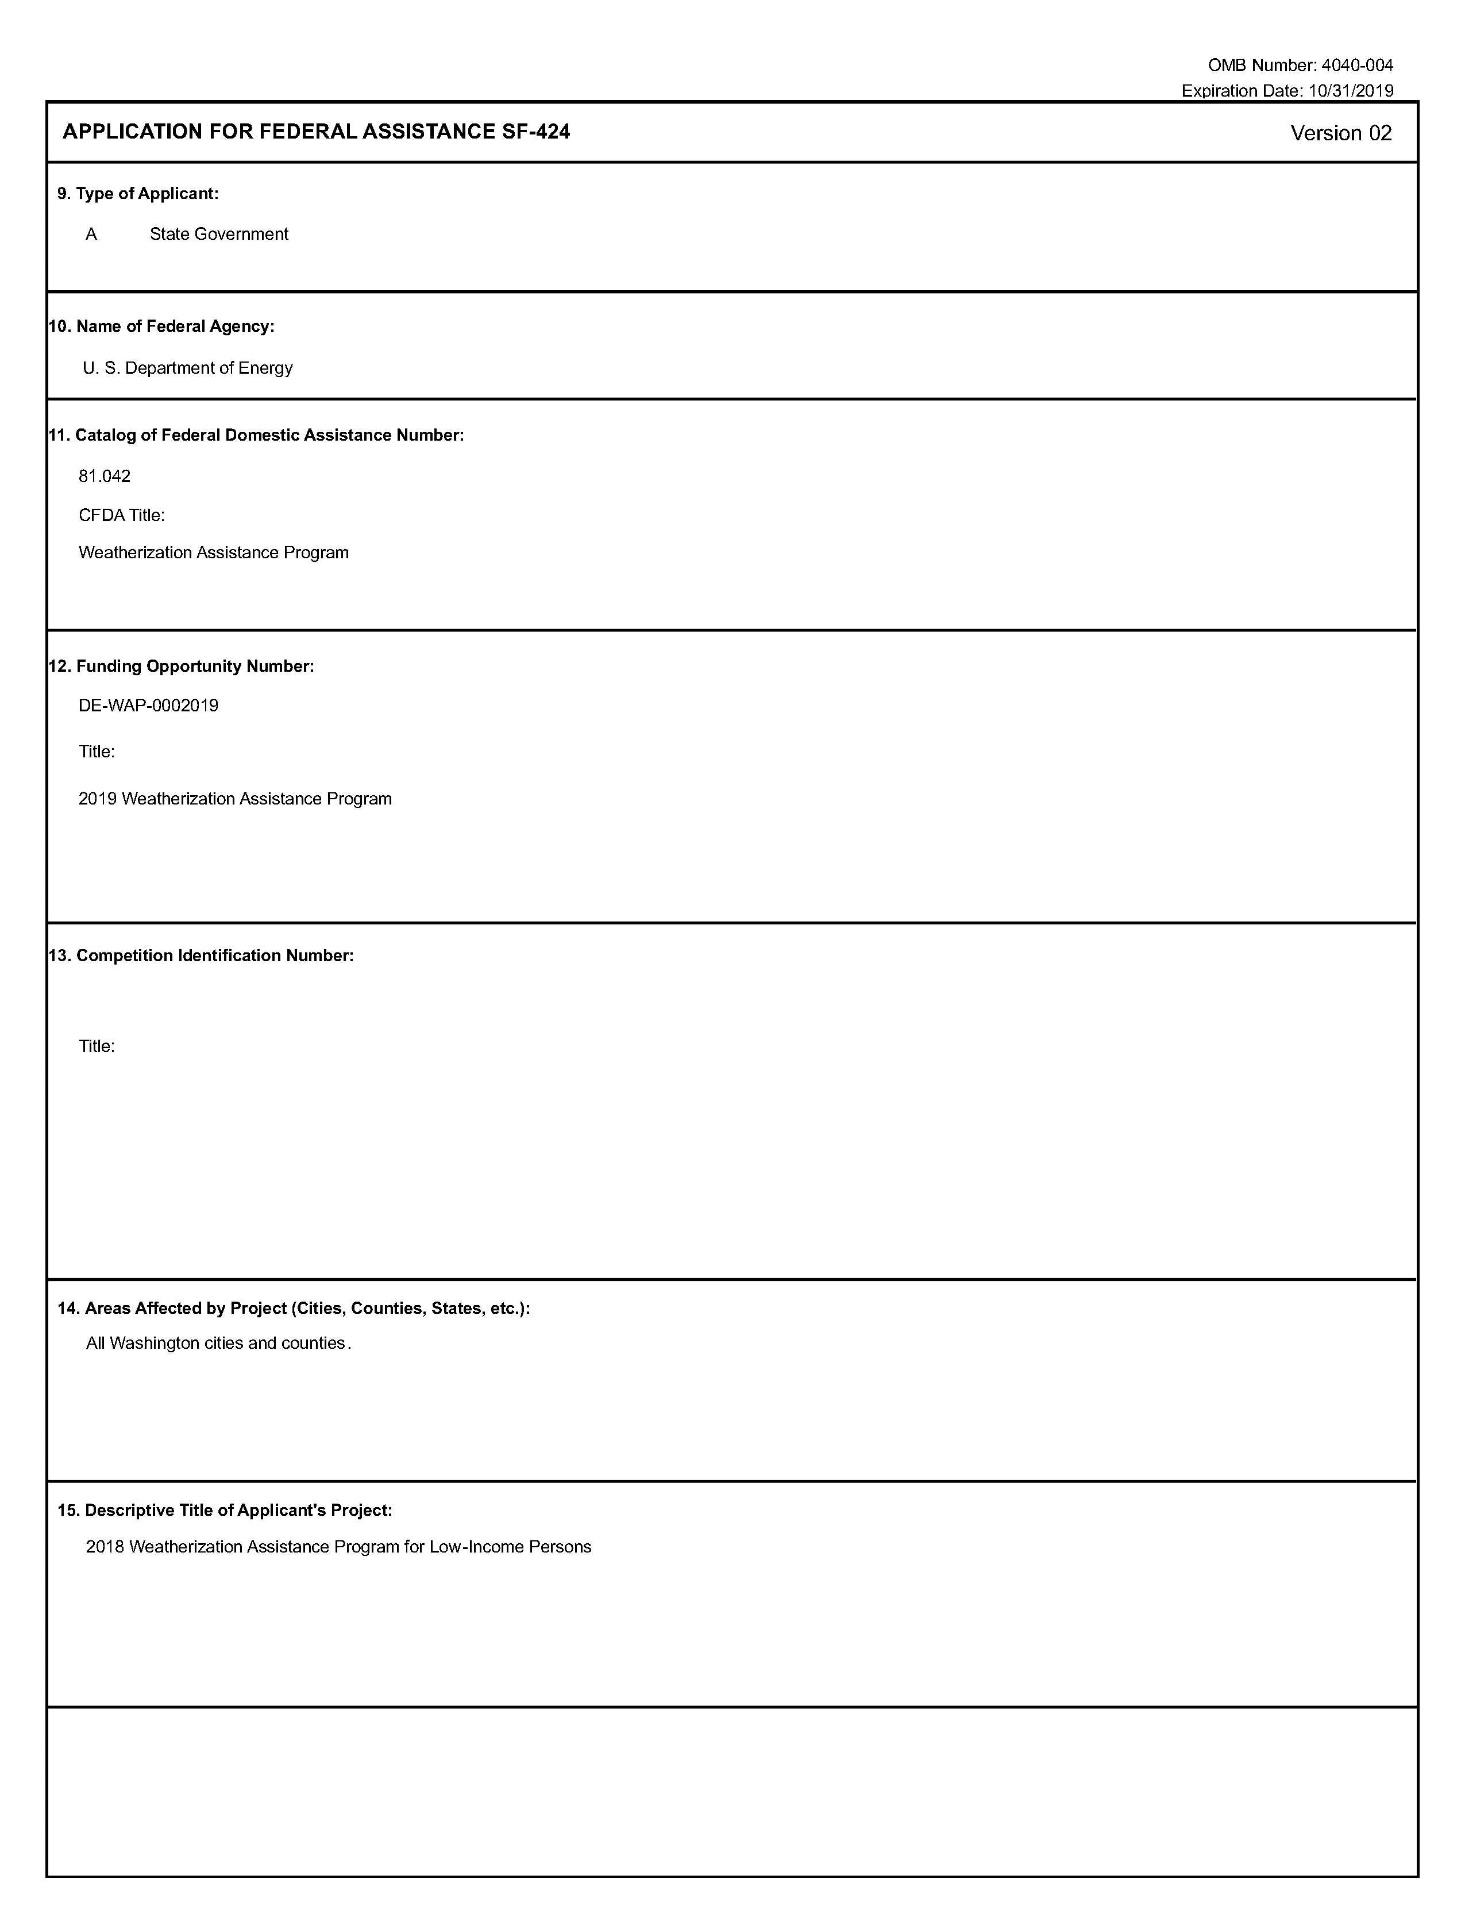 OMB Number: 4040-004
Expiration Date: 10/31/2019
APPLICATION FOR FEDERAL ASSISTANCE SF-424 Version 02
9. Type of Applicant:
A State Government
10. Name of Federal Agency:
U. S. Department of Energy
11. Catalog of Federal Domestic Assistance Number:
81.042
CFDA Title:
Weatherization Assistance Program
12. Funding Opportunity Number:
DE-WAP-0002019
Title:
2019 Weatherization Assistance Program
13. Competition Identification Number:
Title:
14. Areas Affected by Project (Cities, Counties, States, etc.):
All Washington cities and counties.
15. Descriptive Title of Applicant's Project:
2018 Weatherization Assistance Program for Low-Income Persons